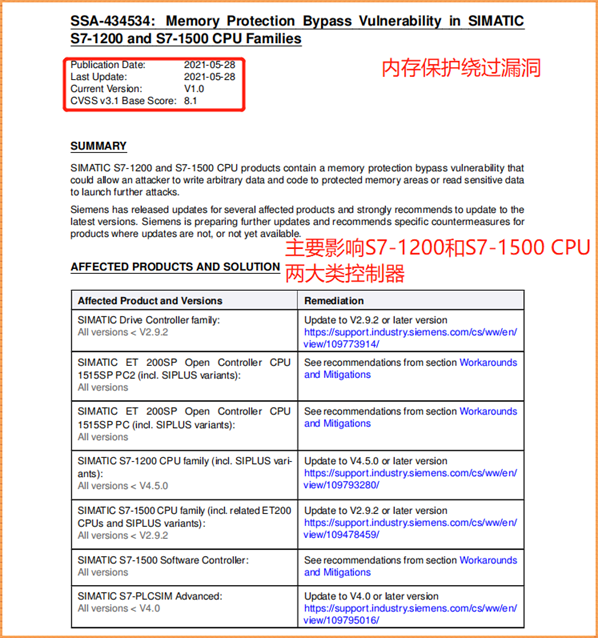 SSA-434534: Memory Protection Bypass Vulnerability in SIMATIC
S7-1200 and S7-1500 CPU Families
Publication Date: 2021-05-28
Last Update: 2021-05-28
Current Version: V1.0
CVSS v3.1 Base Score: 8.1
内存保护绕过漏洞
SUMMARY
SIMATIC S7-1200 and S7-1500 CPU products contain a memory protection bypass vulnerability that
could allow an attacker to write arbitrary data and code to protected memory areas or read sensitive data
to launch further attacks.
Siemens has released updates for several affected products and strongly recommends to update to the
latest versions. Siemens is preparing further updates and recommends specific countermeasures for
products where updates are not, or not yet available.
主要影响S7-1200和S7-1500 CPU
两大类控制器
AFFECTED PRODUCTS AND SOLUTION
Affected Product and Versions Remediation
SIMATIC Drive Controller family:
All versions < V2.9.2
Update to V2.9.2 or later version
https://support.industry.siemens.com/cs/ww/en/
view/109773914/
SIMATIC ET 200SP Open Controller CPU
1515SP PC2 (incl. SIPLUS variants):
All versions
See recommendations from section Workarounds
and Mitigations
SIMATIC ET 200SP Open Controller CPU
1515SP PC (incl. SIPLUS variants):
All versions
See recommendations from section Workarounds
and Mitigations
SIMATIC S7-1200 CPU family (incl. SIPLUS vari-
ants):
All versions < V4.5.0
Update to V4.5.0 or later version
https://support.industry.siemens.com/cs/ww/en/
view/109793280/
SIMATIC S7-1500 CPU family (incl. related ET200
CPUs and SIPLUS variants):
All versions < V2.9.2
Update to V2.9.2 or later version
https://support.industry.siemens.com/cs/ww/en/
view/109478459/
SIMATIC S7-1500 Software Controller:
All versions
See recommendations from section Workarounds
and Mitigations
SIMATIC S7-PLCSIM Advanced:
All versions < V4.0
Update to V4.0 or later version
https://support.industry.siemens.com/cs/ww/en/
view/109795016/